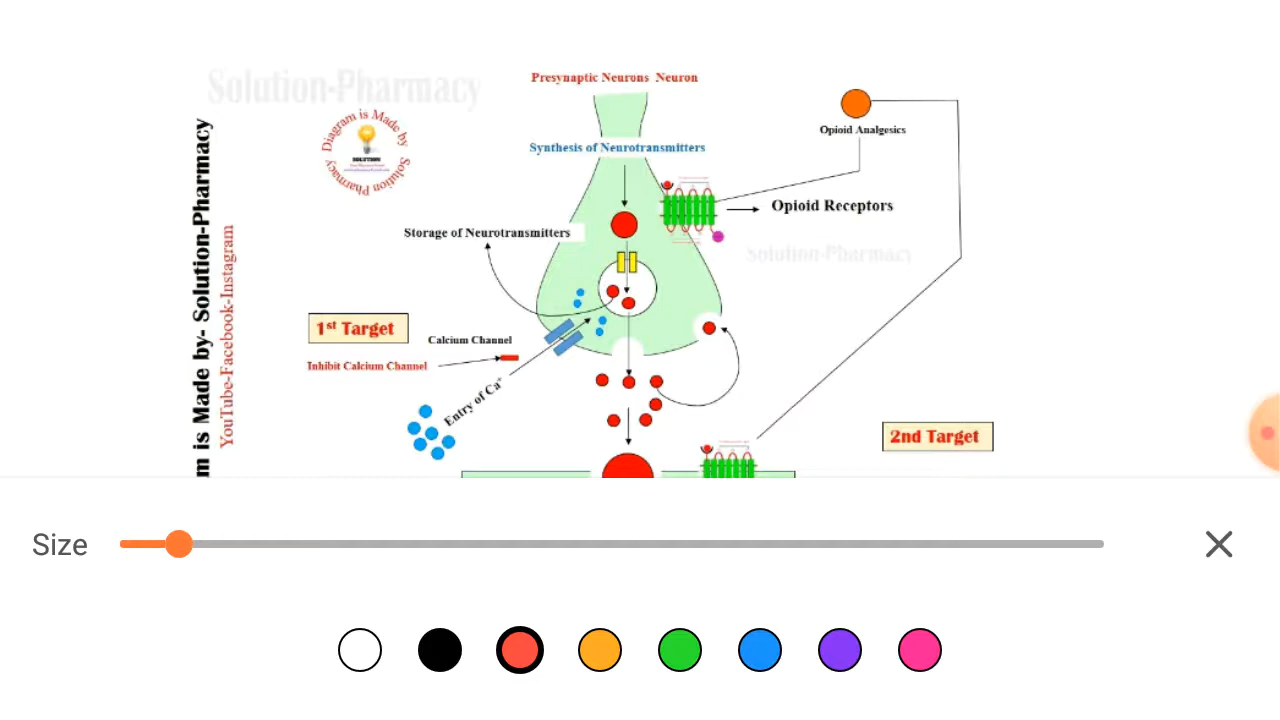 Solution-Pharmacy
Presynaptic Neurons Neuron
Diagram is Made by
Solution Pharmacy
SOLUTION
Opioid Analgesics
Synthesis of Neurotransmitters
Opioid Receptors
Storage of Neurotransmitters
Solution-Pharmacy
1st Target
Calcium Channel
Inhibit Calcium Channel
Entry of Ca+
2nd Target
m is Made by- Solution-Pharmacy
YouTube-Facebook-Instagram
Size